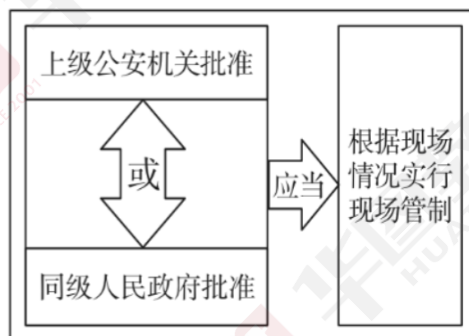 上级公安机关批准
或
同级人民政府批准
应当
根据现场
情况实行
现场管制